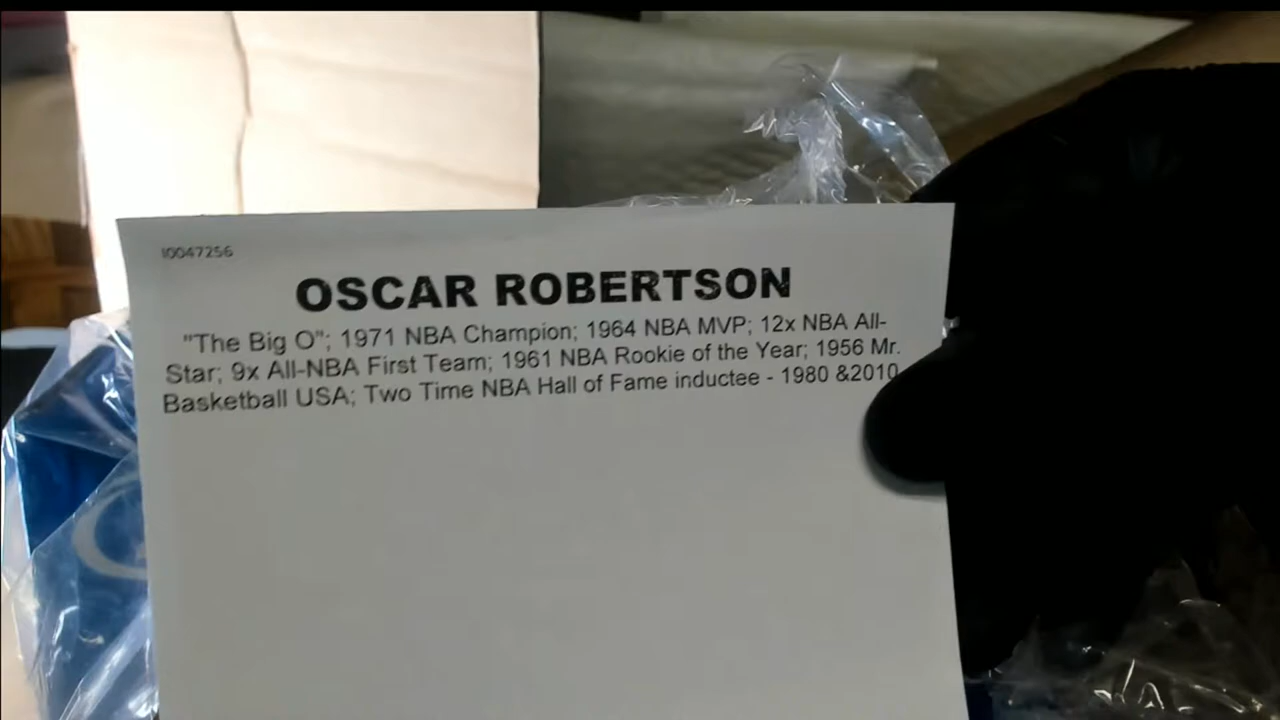 I0047256
OSCAR ROBERTSON
"The Big O"; 1971 NBA Champion; 1964 NBA MVP; 12x NBA All-
Star; 9x All-NBA First Team; 1961 NBA Rookie of the Year; 1956 Mr.
Basketball USA; Two Time NBA Hall of Fame inductee - 1980 &2010